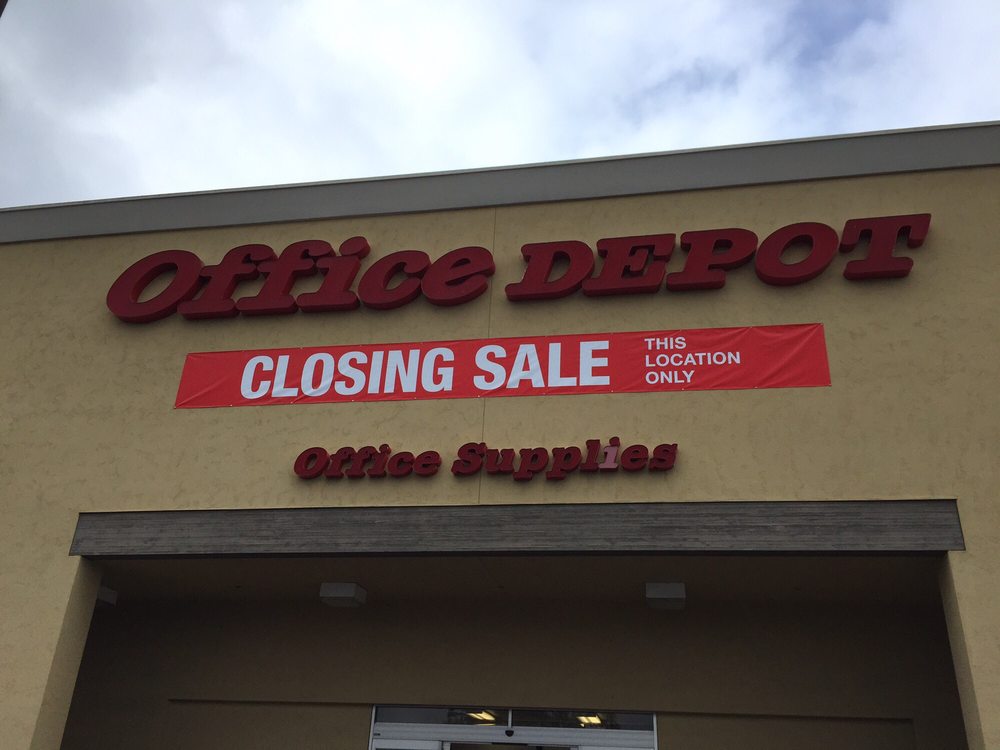 Office DEPOT
CLOSING SALE
THIS
LOCATION
ONLY
Office Supplies